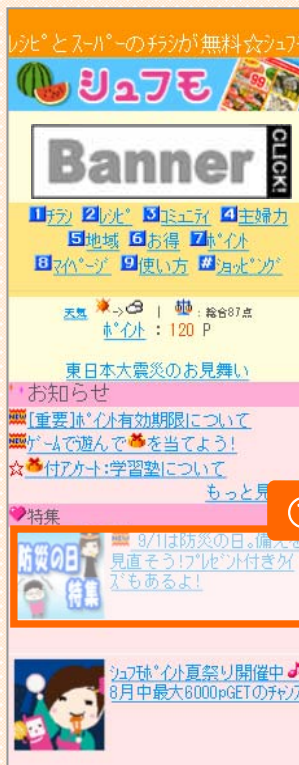 ﾚｼﾋﾟとｽｰﾊﾟｰのﾁﾗｼが無料☆ｼｭﾌﾓ
シュフモ
Banner
CLICK!
1ﾁﾗｼ 2ﾚｼﾋﾟ 3ｺﾐｭﾆﾃｨ 4主婦力
5地域 6お得 7ﾎﾟｲﾝﾄ
8ﾏｲﾍﾟｰｼﾞ 9使い方 #ｼｮｯﾋﾟﾝｸﾞ
天気 -> | :総合87点
ﾎﾟｲﾝﾄ : 120 P
東日本大震災のお見舞い
お知らせ
NEW[重要]ﾎﾟｲﾝﾄ有効期限について
NEWｹﾞｰﾑで遊んでを当てよう!
☆付ｱﾝｹｰﾄ:学習塾について
もっと見
特集
防災の日
特集
NEW 9/1は防災の日。備えを
見直そう!ﾌﾟﾚｾﾞﾝﾄ付きｸｲ
ｽﾞもあるよ!
ｼｭﾌﾓﾎﾟｲﾝﾄ夏祭り開催中♪
8月中最大6000pGETのﾁｬﾝｽ